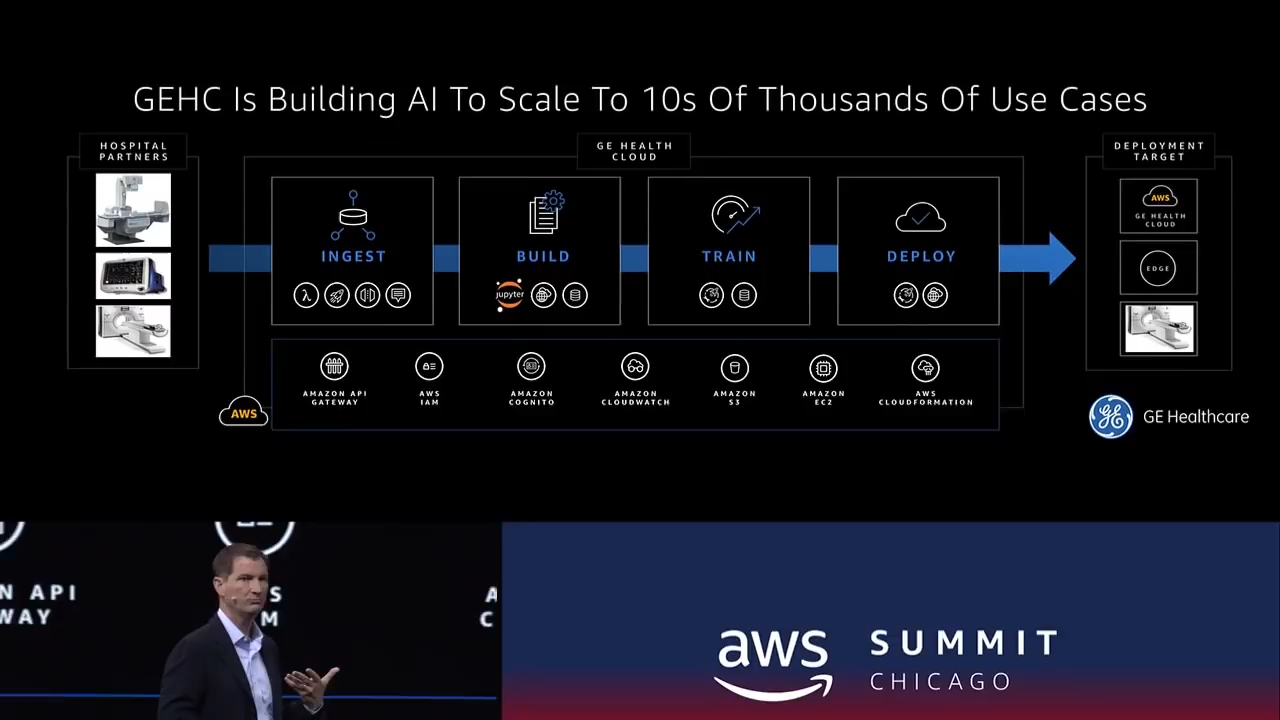 GEHC Is Building AI To Scale To 10s Of Thousands Of Use Cases
HOSPITAL
PARTNERS
GE HEALTH
CLOUD
DEPLOYMENT
TARGET
INGEST
BUILD
TRAIN
DEPLOY
λ
jupyter
AWS
GE HEALTH
CLOUD
EDGE
AMAZON API
GATEWAY
AWS
IAM
AMAZON
COGNITO
AMAZON
CLOUDWATCH
AMAZON
S3
AMAZON
EC2
AWS
CLOUDFORMATION
AWS
GE
GE Healthcare
N API
WAY
S
M
A
C
aws
SUMMIT
CHICAGO